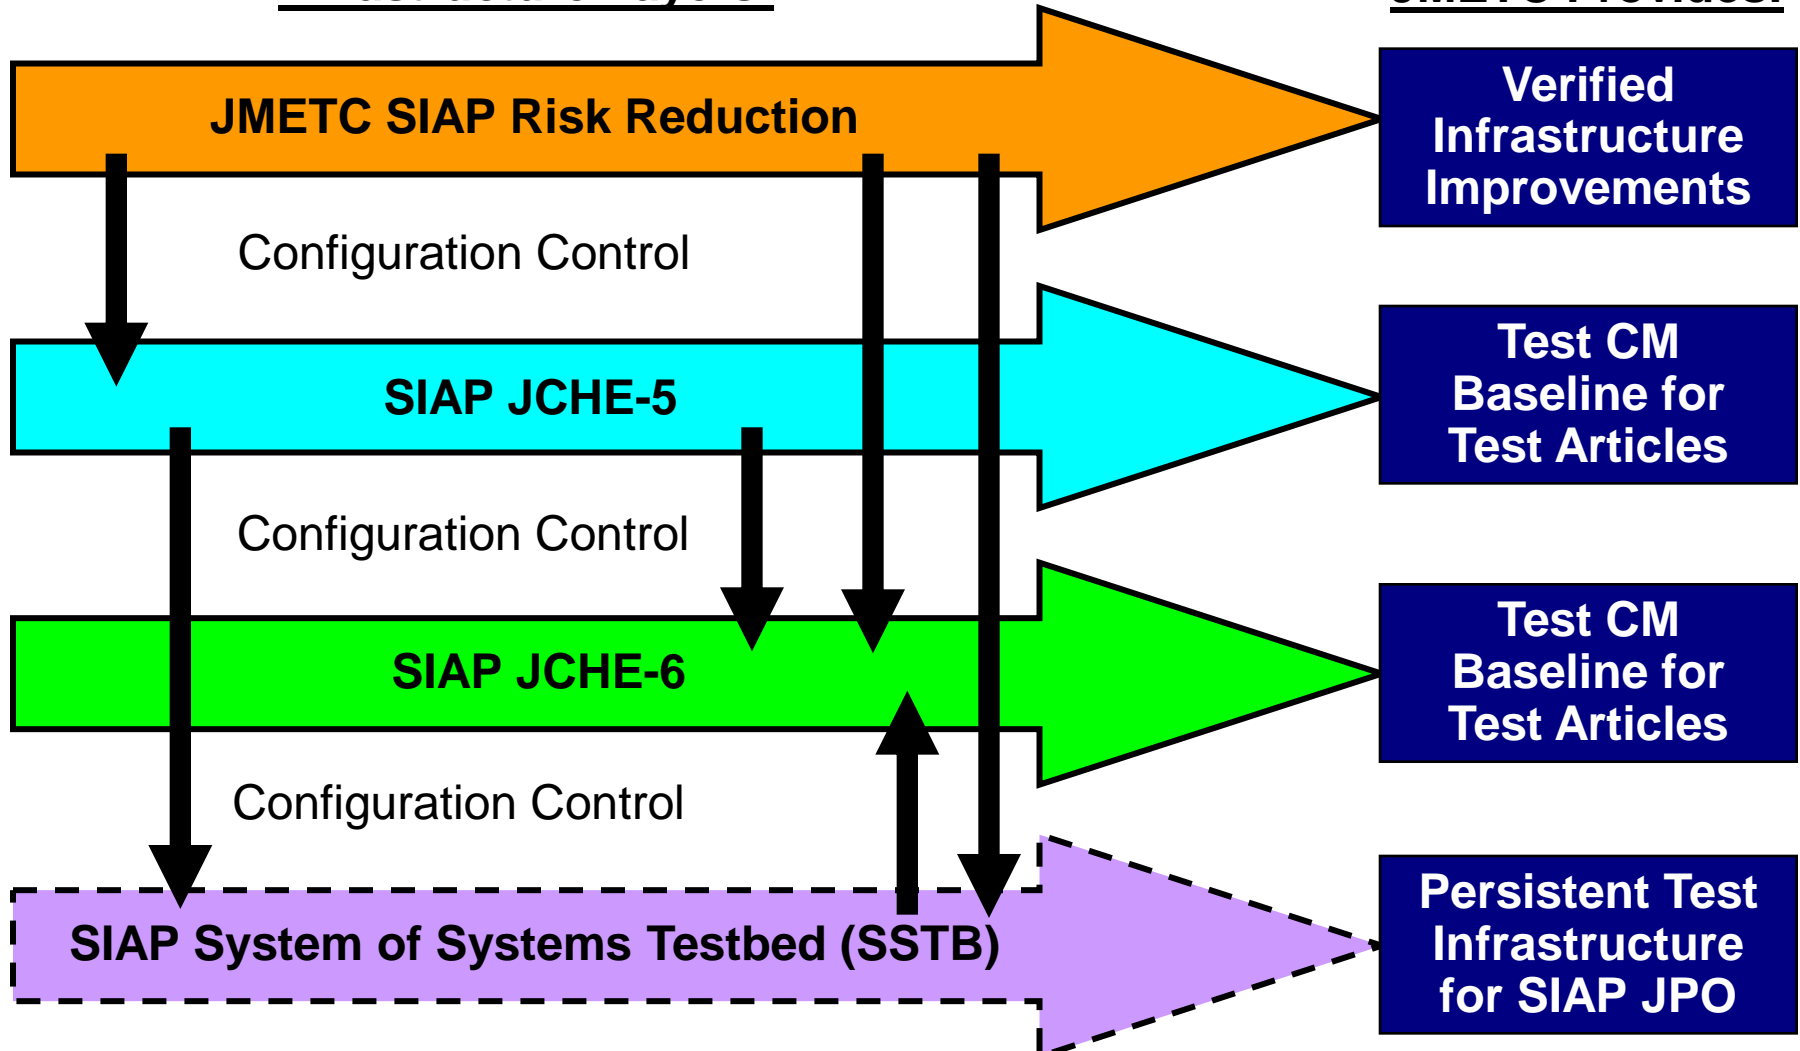 JMETC SIAP Risk Reduction
Verified
Infrastructure
Improvements
Configuration Control
SIAP JCHE-5
Test CM
Baseline for
Test Articles
Configuration Control
SIAP JCHE-6
Test CM
Baseline for
Test Articles
Configuration Control
SIAP System of Systems Testbed (SSTB)
Persistent Test
Infrastructure
for SIAP JPO